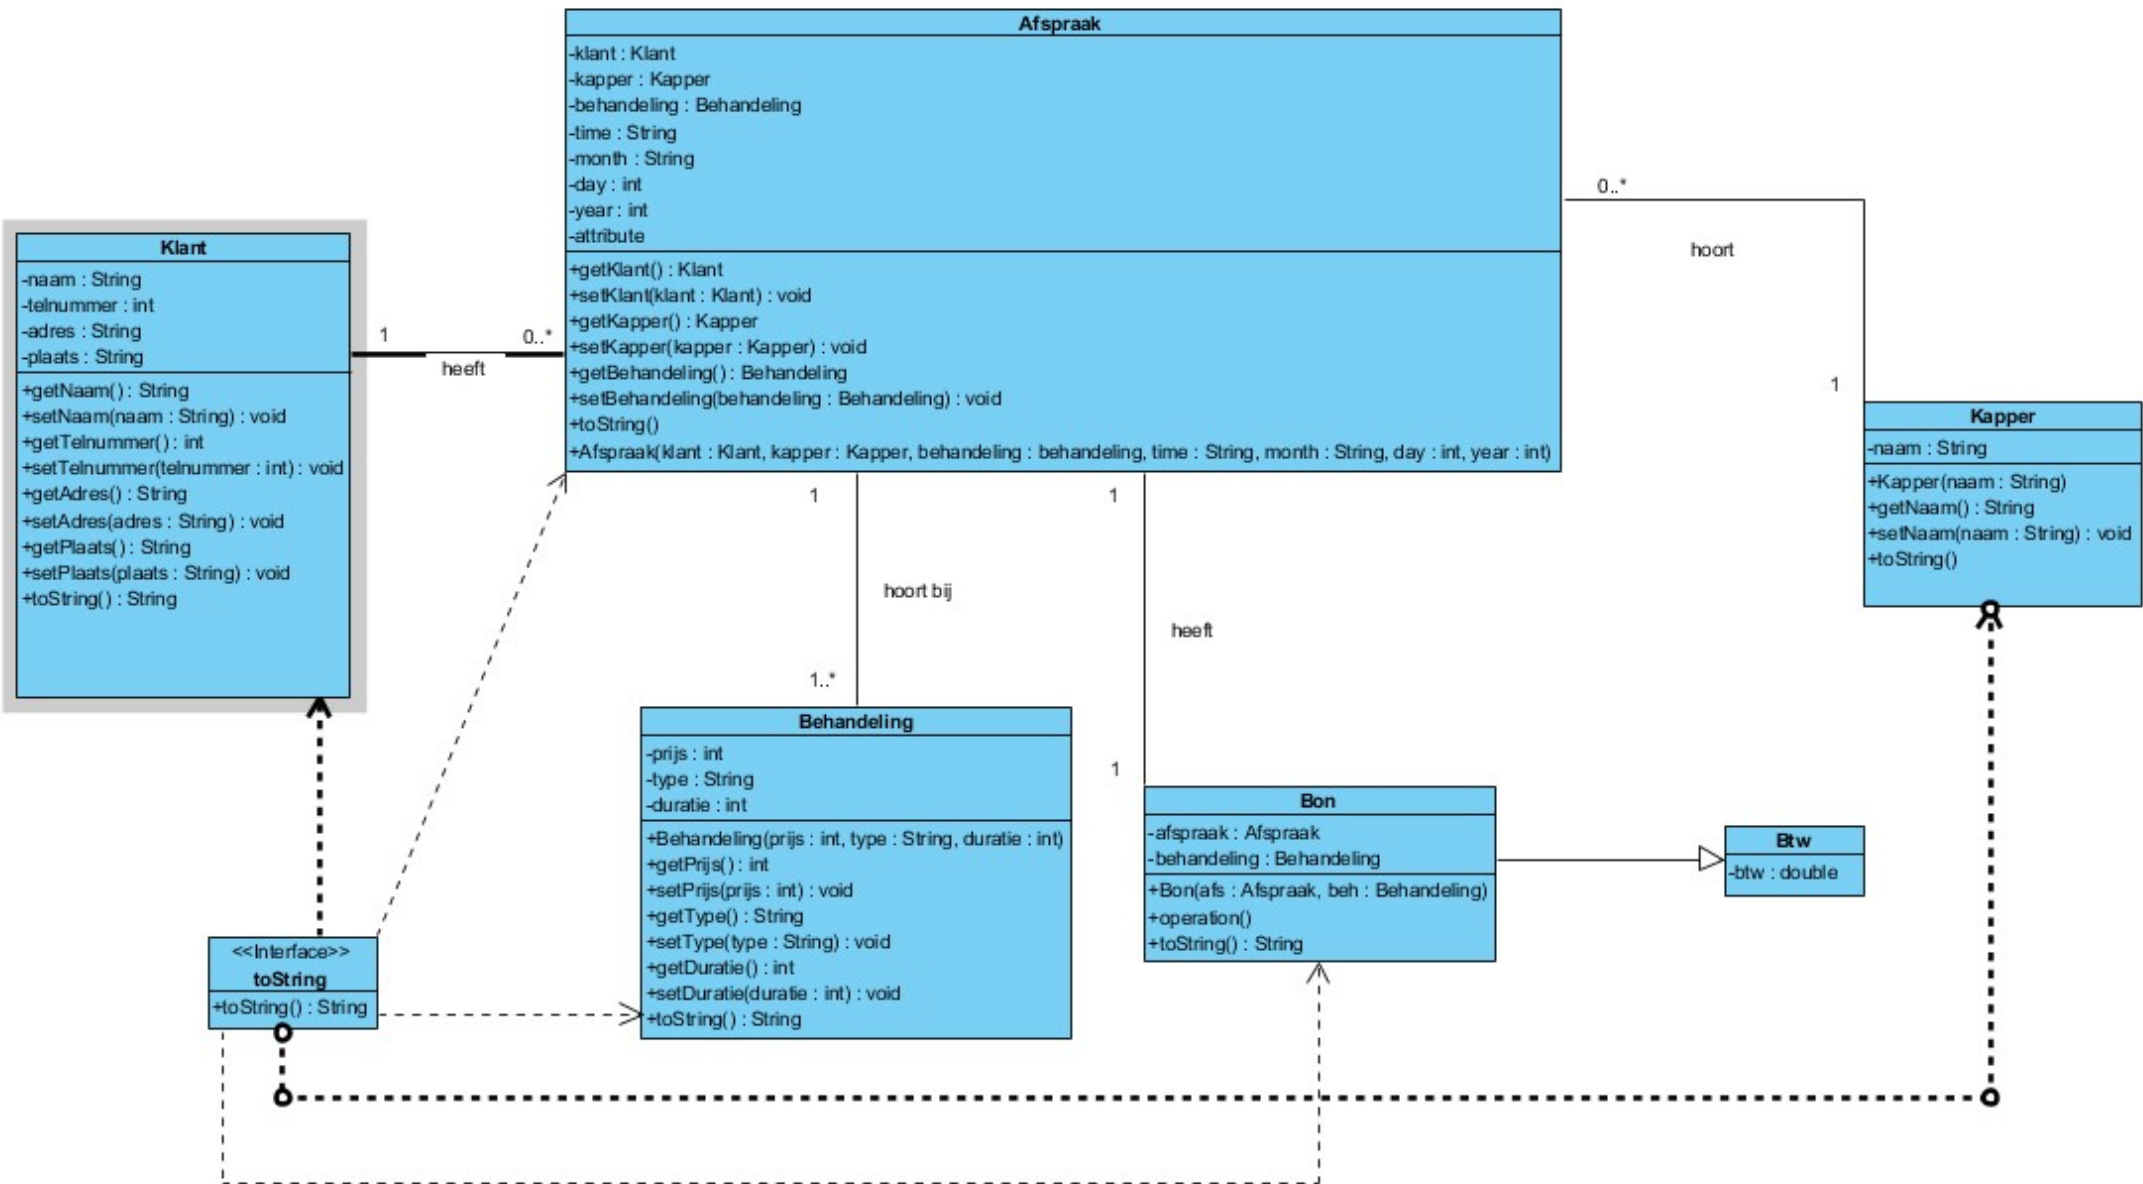 Afspraak
-klant : Klant
-kapper : Kapper
-behandeling : Behandeling
-time : String
-month : String
-day : int
-year : int
-attribute
+getKlant() : Klant
+setKlant(klant : Klant) : void
+getKapper() : Kapper
+setKapper(kapper : Kapper) : void
+getBehandeling() : Behandeling
+setBehandeling(behandeling : Behandeling) : void
+toString()
+Afspraak(klant : Klant, kapper : Kapper, behandeling : behandeling, time : String, month : String, day : int, year : int)
Klant
-naam : String
-telnummer : int
-adres : String
-plaats : String
+getNaam() : String
+setNaam(naam : String) : void
+getTelnummer() : int
+setTelnummer(telnummer : int) : void
+getAdres() : String
+setAdres(adres : String) : void
+getPlaats() : String
+setPlaats(plaats : String) : void
+toString() : String
1
0..*
heeft
0..*
hoort
1
Kapper
-naam : String
+Kapper(naam : String)
+getNaam() : String
+setNaam(naam : String) : void
+toString()
1
hoort bij
1..*
1
heeft
1
Behandeling
-prijs : int
-type : String
-duratie : int
+Behandeling(prijs : int, type : String, duratie : int)
+getPrijs() : int
+setPrijs(prijs : int) : void
+getType() : String
+setType(type : String) : void
+getDuratie() : int
+setDuratie(duratie : int) : void
+toString() : String
Bon
-afspraak : Afspraak
-behandeling : Behandeling
+Bon(afs : Afspraak, beh : Behandeling)
+operation()
+toString() : String
Btw
-btw : double
<<Interface>>
toString
+toString() : String